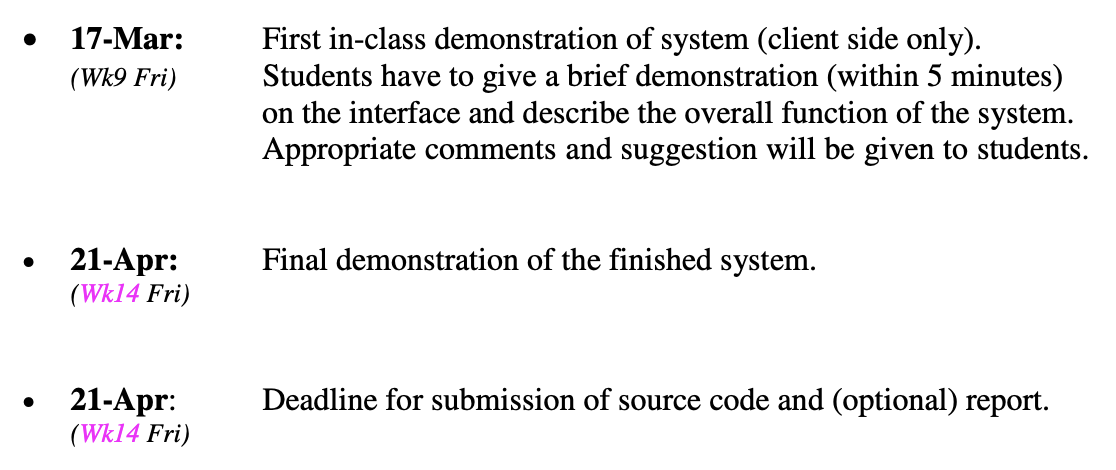 • 17-Mar: First in-class demonstration of system (client side only).
(Wk9 Fri) Students have to give a brief demonstration (within 5 minutes)
on the interface and describe the overall function of the system.
Appropriate comments and suggestion will be given to students.
• 21-Apr: Final demonstration of the finished system.
(Wk14 Fri)
• 21-Apr: Deadline for submission of source code and (optional) report.
(Wk14 Fri)